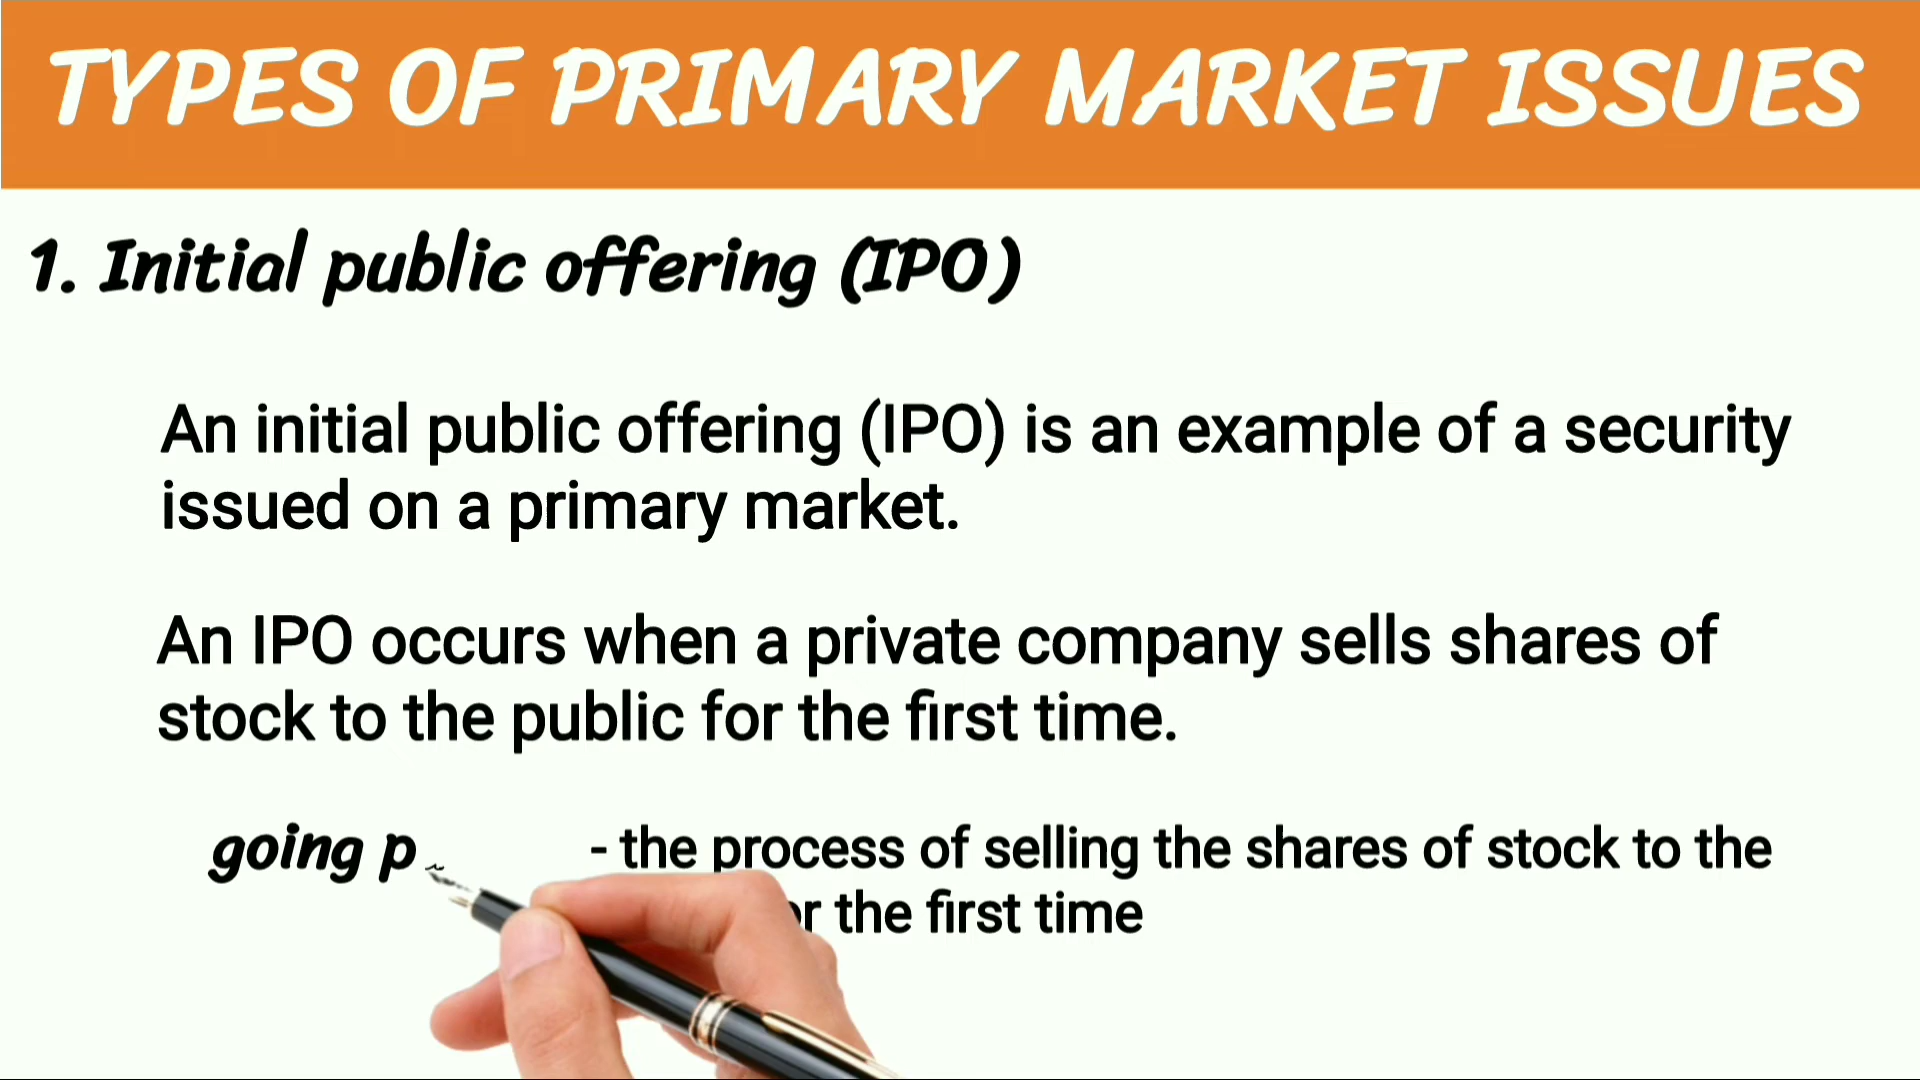 TYPES OF PRIMARY MARKET ISSUES
1. Initial public offering (IPO)
An initial public offering (IPO) is an example of a security
issued on a primary market.
An IPO occurs when a private company sells shares of
stock to the public for the first time.
going p - the process of selling the shares of stock to the
the first time